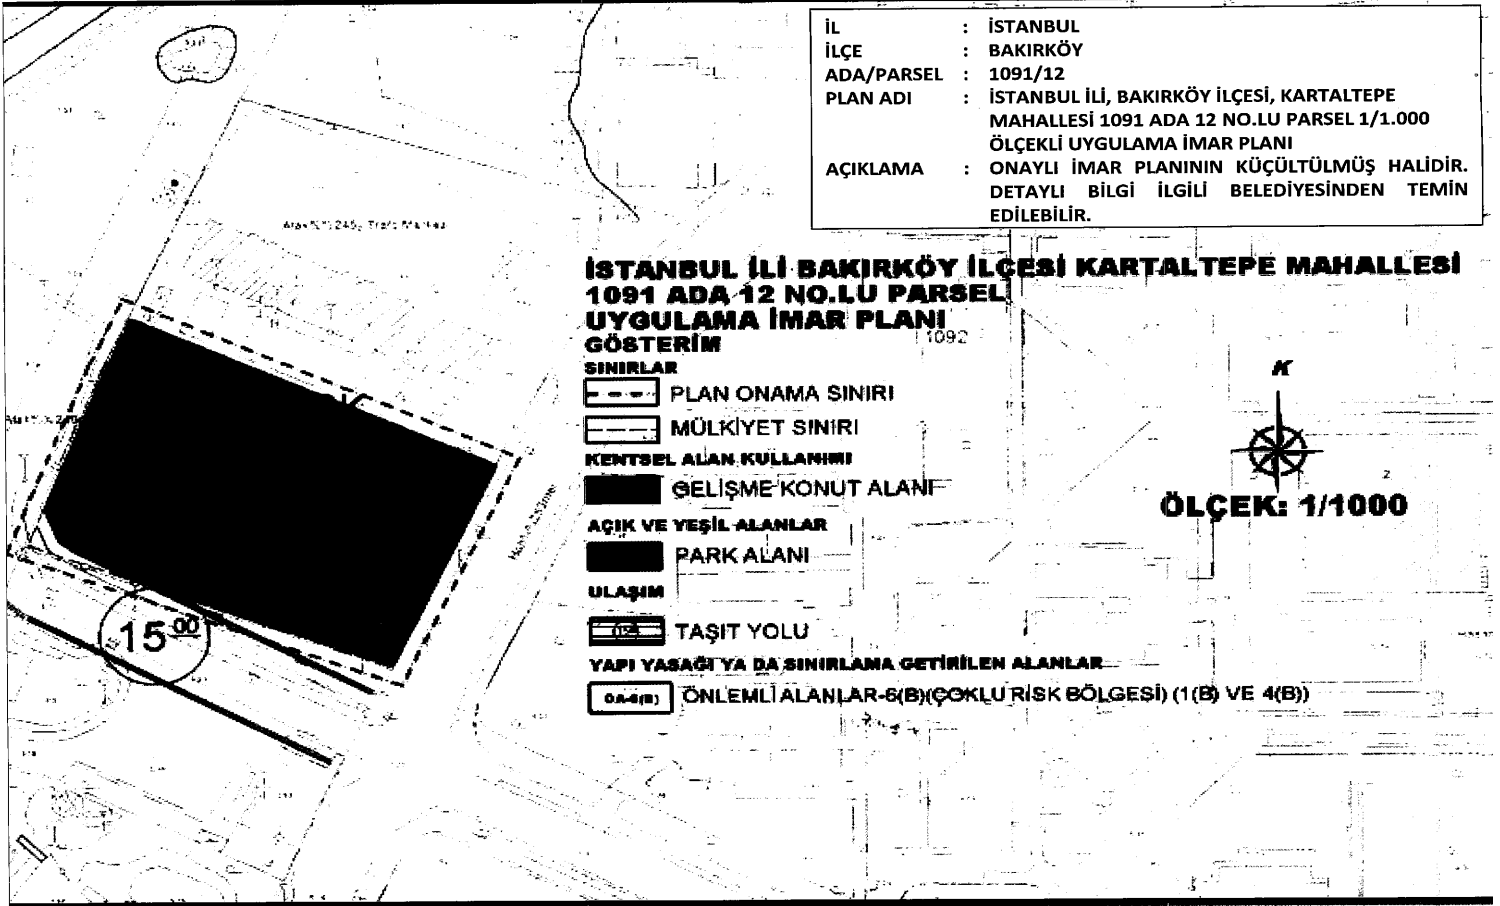 İL : İSTANBUL
İLÇE : BAKIRKÖY
ADA/PARSEL : 1091/12
PLAN ADI : İSTANBUL İLİ, BAKIRKÖY İLÇESİ, KARTALTEPE
MAHALLESİ 1091 ADA 12 NO.LU PARSEL 1/1.000
ÖLÇEKLİ UYGULAMA İMAR PLANI
AÇIKLAMA : ONAYLI İMAR PLANININ KÜÇÜLTÜLMÜŞ HALİDİR.
DETAYLI BİLGİ İLGİLİ BELEDİYESİNDEN TEMİN
EDİLEBİLİR.
İSTANBUL İLİ BAKIRKÖY İLÇESİ KARTALTEPE MAHALLESİ
1091 ADA 12 NO.LU PARSEL
UYGULAMA İMAR PLANI
1092
GÖSTERİM
SINIRLAR
PLAN ONAMA SINIRI
MÜLKİYET SINIRI
KENTSEL ALAN KULLANIMI
GELİŞME KONUT ALANI
AÇIK VE YEŞİL ALANLAR
PARK ALANI
ULAŞIM
TAŞIT YOLU
YAPI YASAĞI YA DA SINIRLAMA GETİRİLEN ALANLAR
ÖA-6(B) ÖNLEMLİ ALANLAR-6(B)(ÇOKLU RİSK BÖLGESİ) (1(B) VE 4(B))
K
ÖLÇEK: 1/1000
15.00